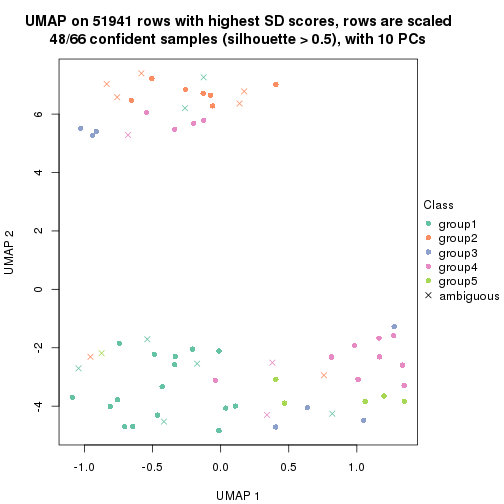 UMAP on 51941 rows with highest SD scores, rows are scaled
48/66 confident samples (silhouette > 0.5), with 10 PCs
6
4
2
0
-2
-4
UMAP 2
-1.0
-0.5
0.0
0.5
1.0
UMAP 1
Class
group1
group2
group3
group4
group5
ambiguous